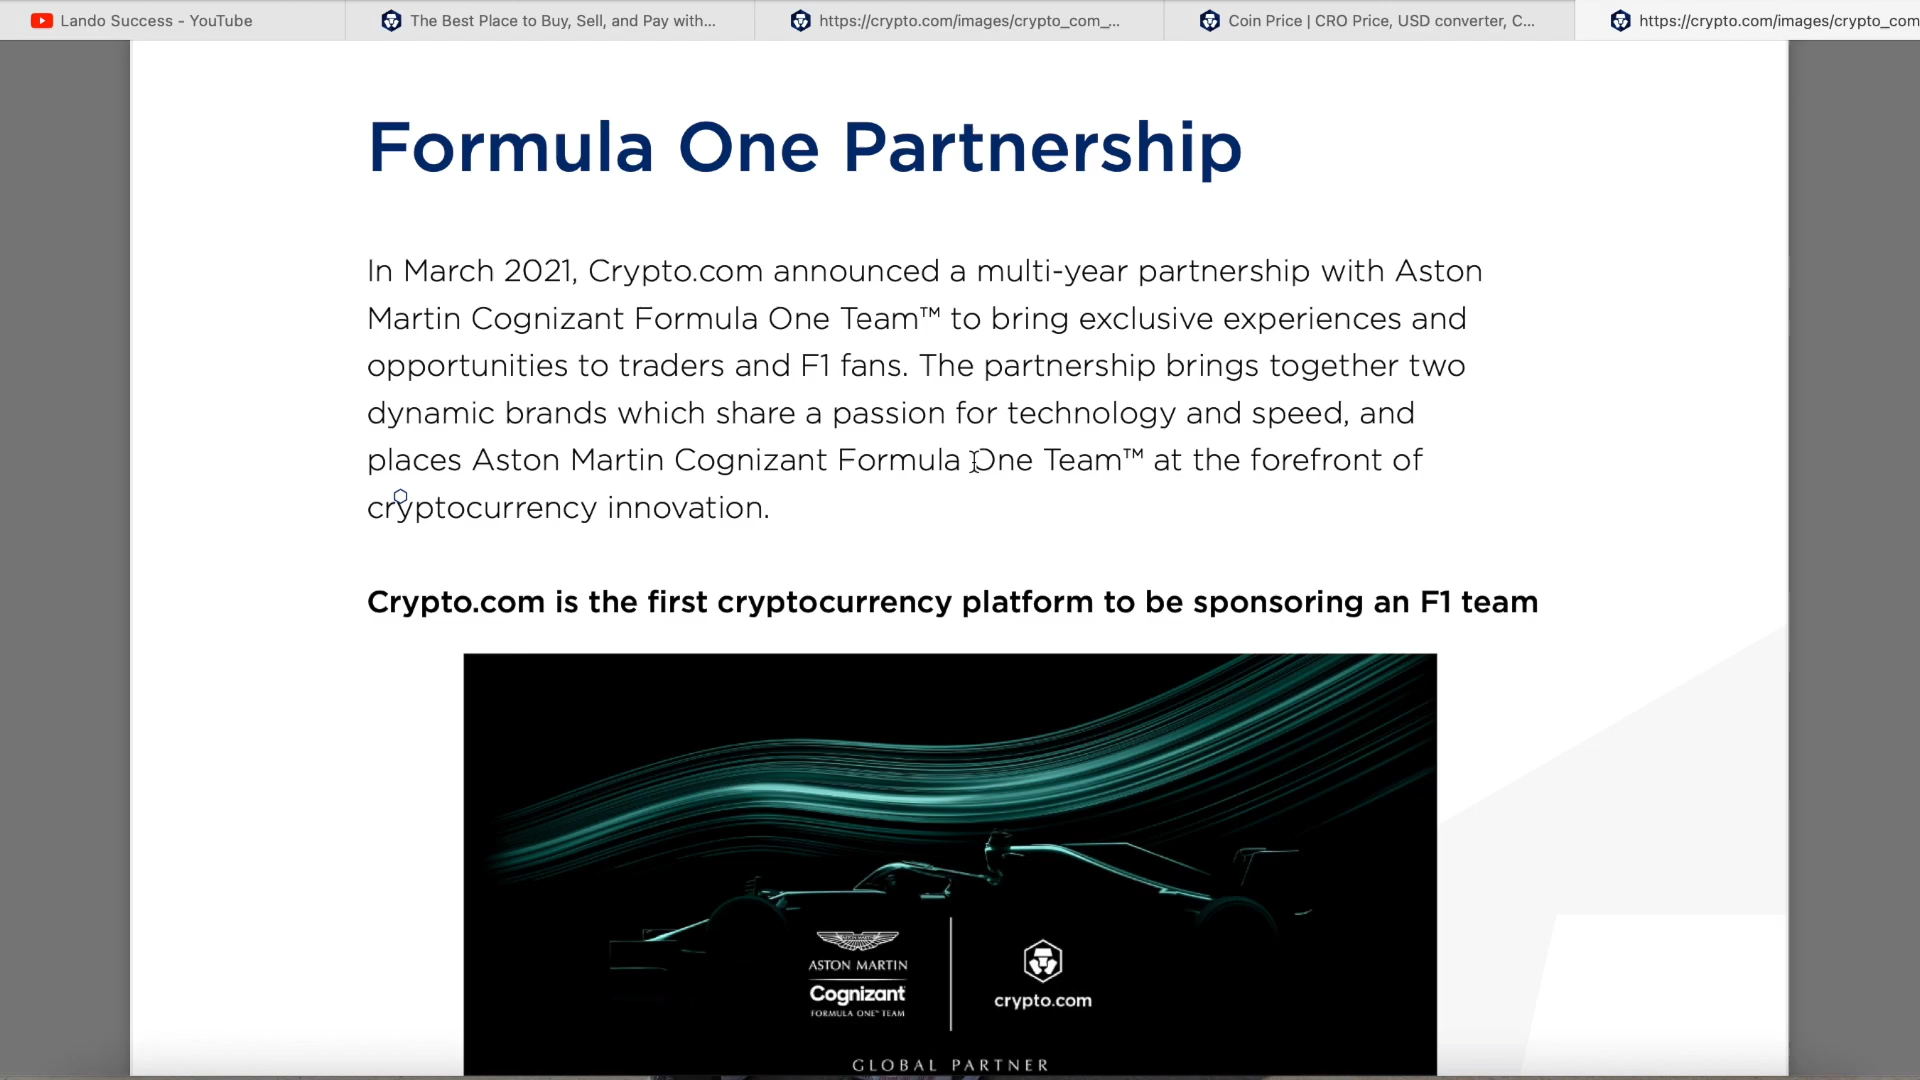 Lando Success - YouTube
The Best Place to Buy, Sell, and Pay with...
https://crypto.com/images/crypto_com_...
Coin Price | CRO Price, USD converter, C...
https://crypto.com/images/crypto_com
Formula One Partnership
In March 2021, Crypto.com announced a multi-year partnership with Aston
Martin Cognizant Formula One Team™ to bring exclusive experiences and
opportunities to traders and F1 fans. The partnership brings together two
dynamic brands which share a passion for technology and speed, and
places Aston Martin Cognizant Formula One Team™ at the forefront of
cryptocurrency innovation.
Crypto.com is the first cryptocurrency platform to be sponsoring an F1 team
ASTON MARTIN
Cognizant
FORMULA ONE™ TEAM
crypto.com
GLOBAL PARTNER